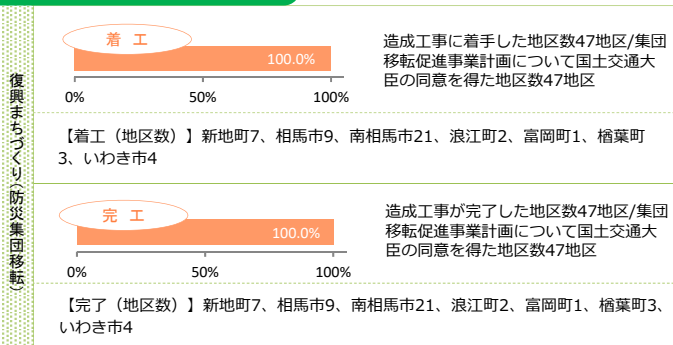 復興まちづくり(防災集団移転)
着 工
100.0%
0% 50% 100%
造成工事に着手した地区数47地区/集団
移転促進事業計画について国土交通大
臣の同意を得た地区数47地区
【着工（地区数）】新地町7、相馬市9、南相馬市21、浪江町2、富岡町1、楢葉町
3、いわき市4
完 工
100.0%
0% 50% 100%
造成工事が完了した地区数47地区/集団
移転促進事業計画について国土交通大
臣の同意を得た地区数47地区
【完了（地区数）】新地町7、相馬市9、南相馬市21、浪江町2、富岡町1、楢葉町3、
いわき市4